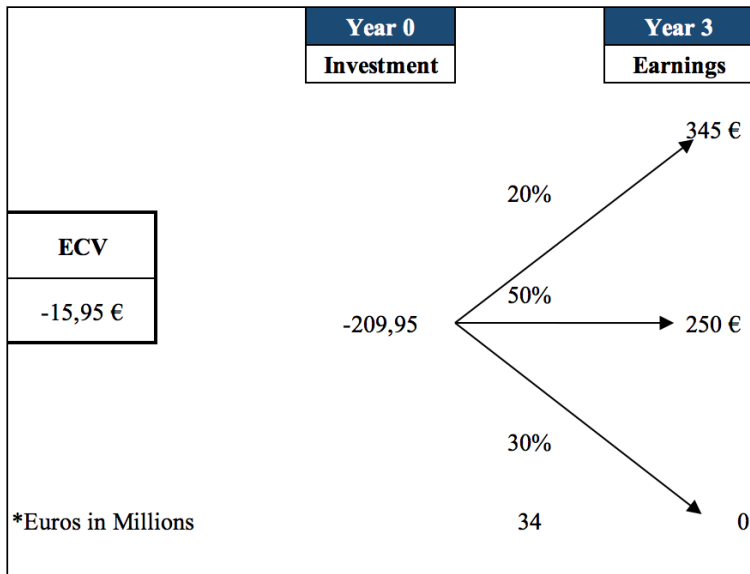 Year 0
Year 3
Investment
Earnings
345 €
20%
ECV
50%
-15,95 €
-209,95
250 €
30%
*Euros in Millions
34
0